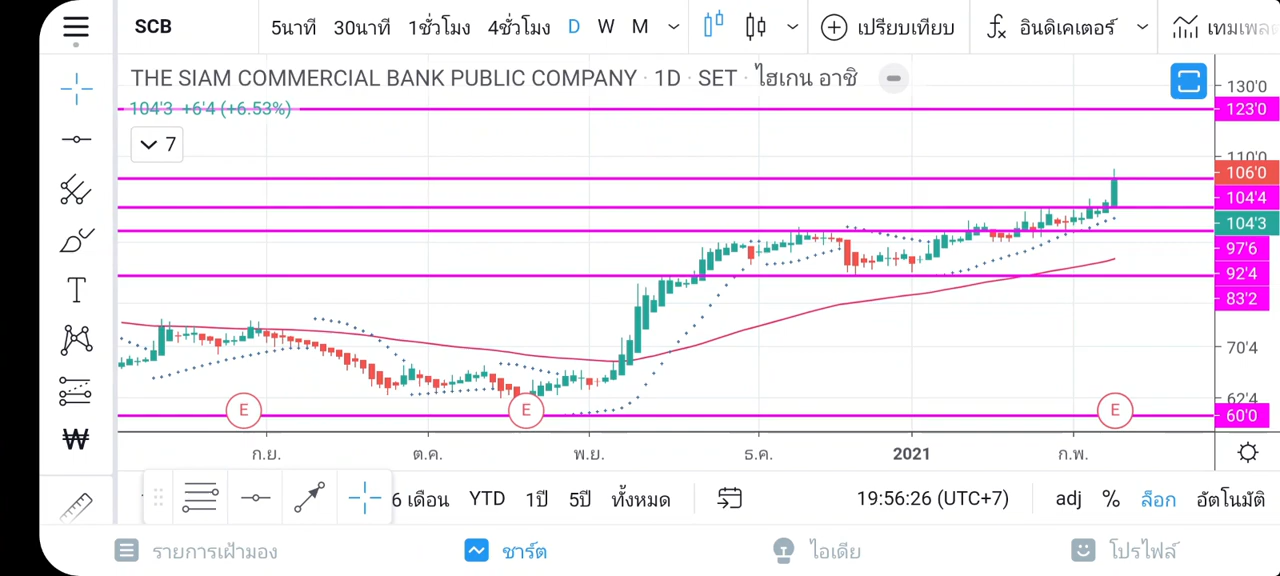 SCB 5นาที 30นาที 1ชั่วโมง 4ชั่วโมง D W M เปรียบเทียบ อินดิเคเตอร์
THE SIAM COMMERCIAL BANK PUBLIC COMPANY · 1D · SET · ไฮเกน อาชิ
104'3 +6'4 (+6.53%)
7
130'0
123'0
110'0
106'0
104'4
104'3
97'6
92'4
83'2
70'4
62'4
60'0
E E E
T
₩
ก.ย. ต.ค. พ.ย. ธ.ค. 2021 ก.พ.
6 เดือน YTD 1ปี 5ปี ทั้งหมด 19:56:26 (UTC+7) adj % ล็อก อัตโนมัติ
รายการเฝ้ามอง ชาร์ต ไอเดีย โปรไฟล์